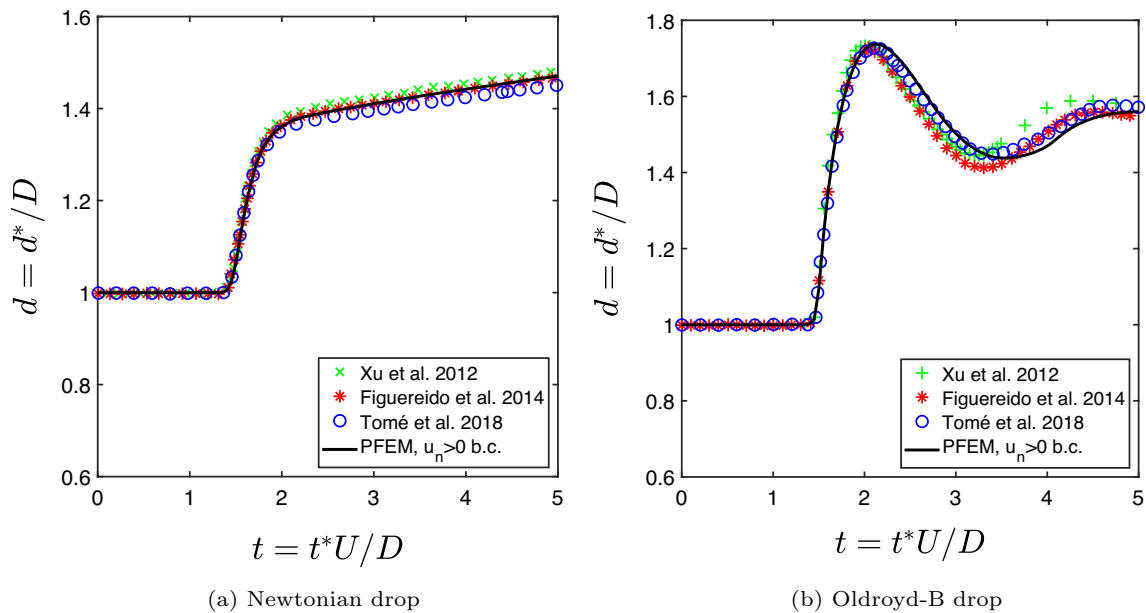 1.6
1.4
1.2
1
0.8
0.6
d = d*/D
Xu et al. 2012
Figuereido et al. 2014
Tomé et al. 2018
PFEM, u_n>0 b.c.
0 1 2 3 4 5
t = t*U/D
(a) Newtonian drop
1.8
1.6
1.4
1.2
1
0.8
0.6
d = d*/D
Xu et al. 2012
Figuereido et al. 2014
Tomé et al. 2018
PFEM, u_n>0 b.c.
0 1 2 3 4 5
t = t*U/D
(b) Oldroyd-B drop